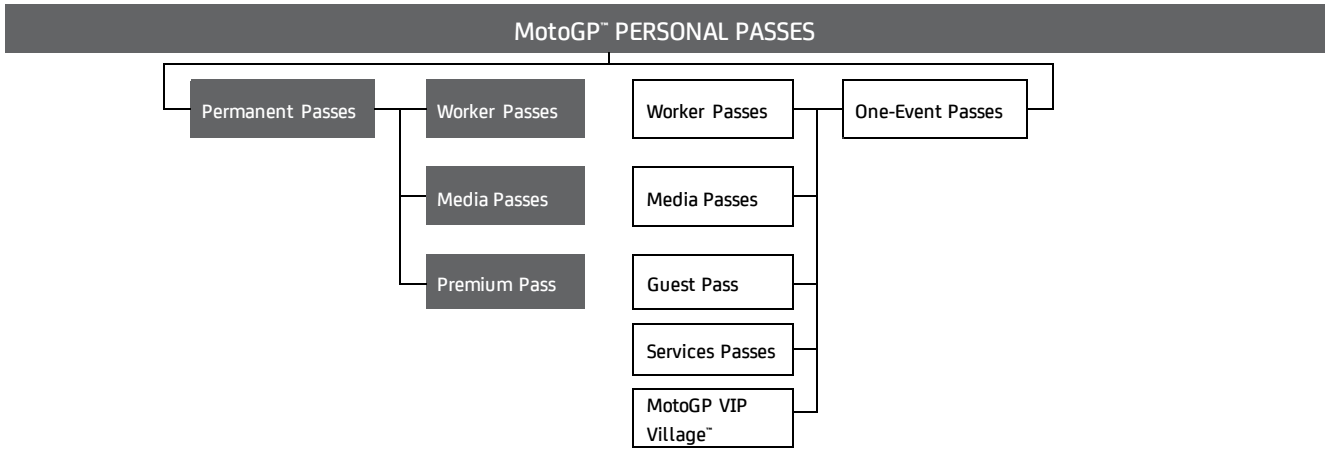 MotoGP™ PERSONAL PASSES
Permanent Passes
Worker Passes
Worker Passes
One-Event Passes
Media Passes
Media Passes
Premium Pass
Guest Pass
Services Passes
MotoGP VIP
Village™